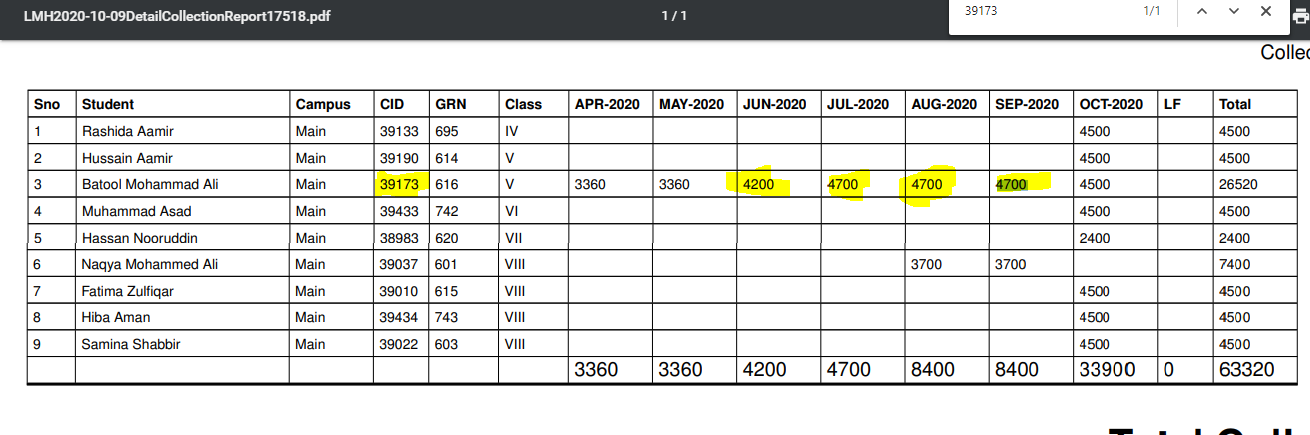 LMH2020-10-09DetailCollectionReport17518.pdf 1 / 1 39173 1/1
Collec
Sno Student Campus CID GRN Class APR-2020 MAY-2020 JUN-2020 JUL-2020 AUG-2020 SEP-2020 OCT-2020 LF Total
1 Rashida Aamir Main 39133 695 IV 4500 4500
2 Hussain Aamir Main 39190 614 V 4500 4500
3 Batool Mohammad Ali Main 39173 616 V 3360 3360 4200 4700 4700 4700 4500 26520
4 Muhammad Asad Main 39433 742 VI 4500 4500
5 Hassan Nooruddin Main 38983 620 VII 2400 2400
6 Naqya Mohammed Ali Main 39037 601 VIII 3700 3700 7400
7 Fatima Zulfiqar Main 39010 615 VIII 4500 4500
8 Hiba Aman Main 39434 743 VIII 4500 4500
9 Samina Shabbir Main 39022 603 VIII 4500 4500
3360 3360 4200 4700 8400 8400 33900 0 63320